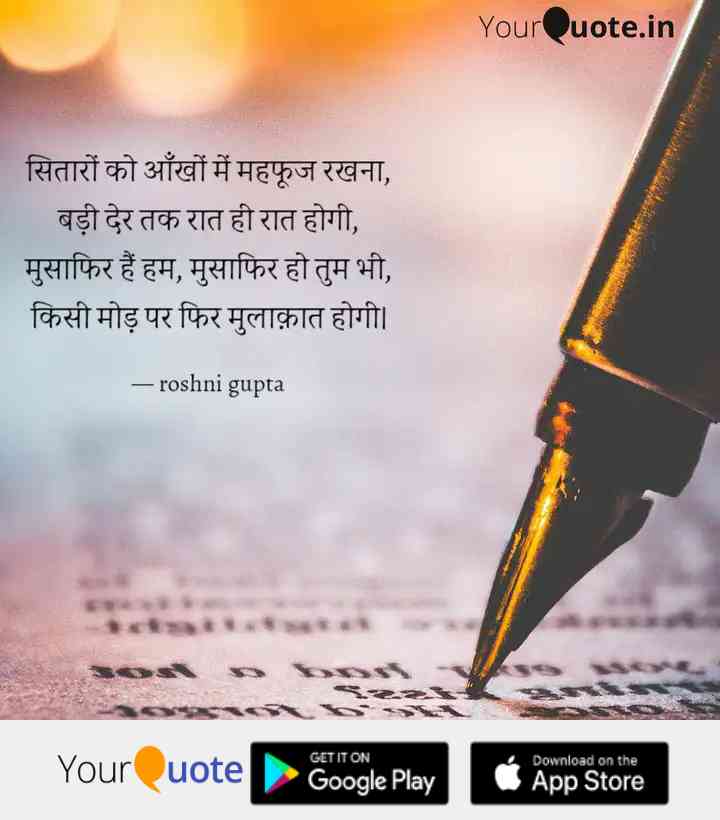 YourQuote.in
सितारों को आँखों में महफूज रखना,
बड़ी देर तक रात ही रात होगी,
मुसाफिर हैं हम, मुसाफिर हो तुम भी,
किसी मोड़ पर फिर मुलाक़ात होगी।
— roshni gupta
YourQuote
GET IT ON
Google Play
Download on the
App Store